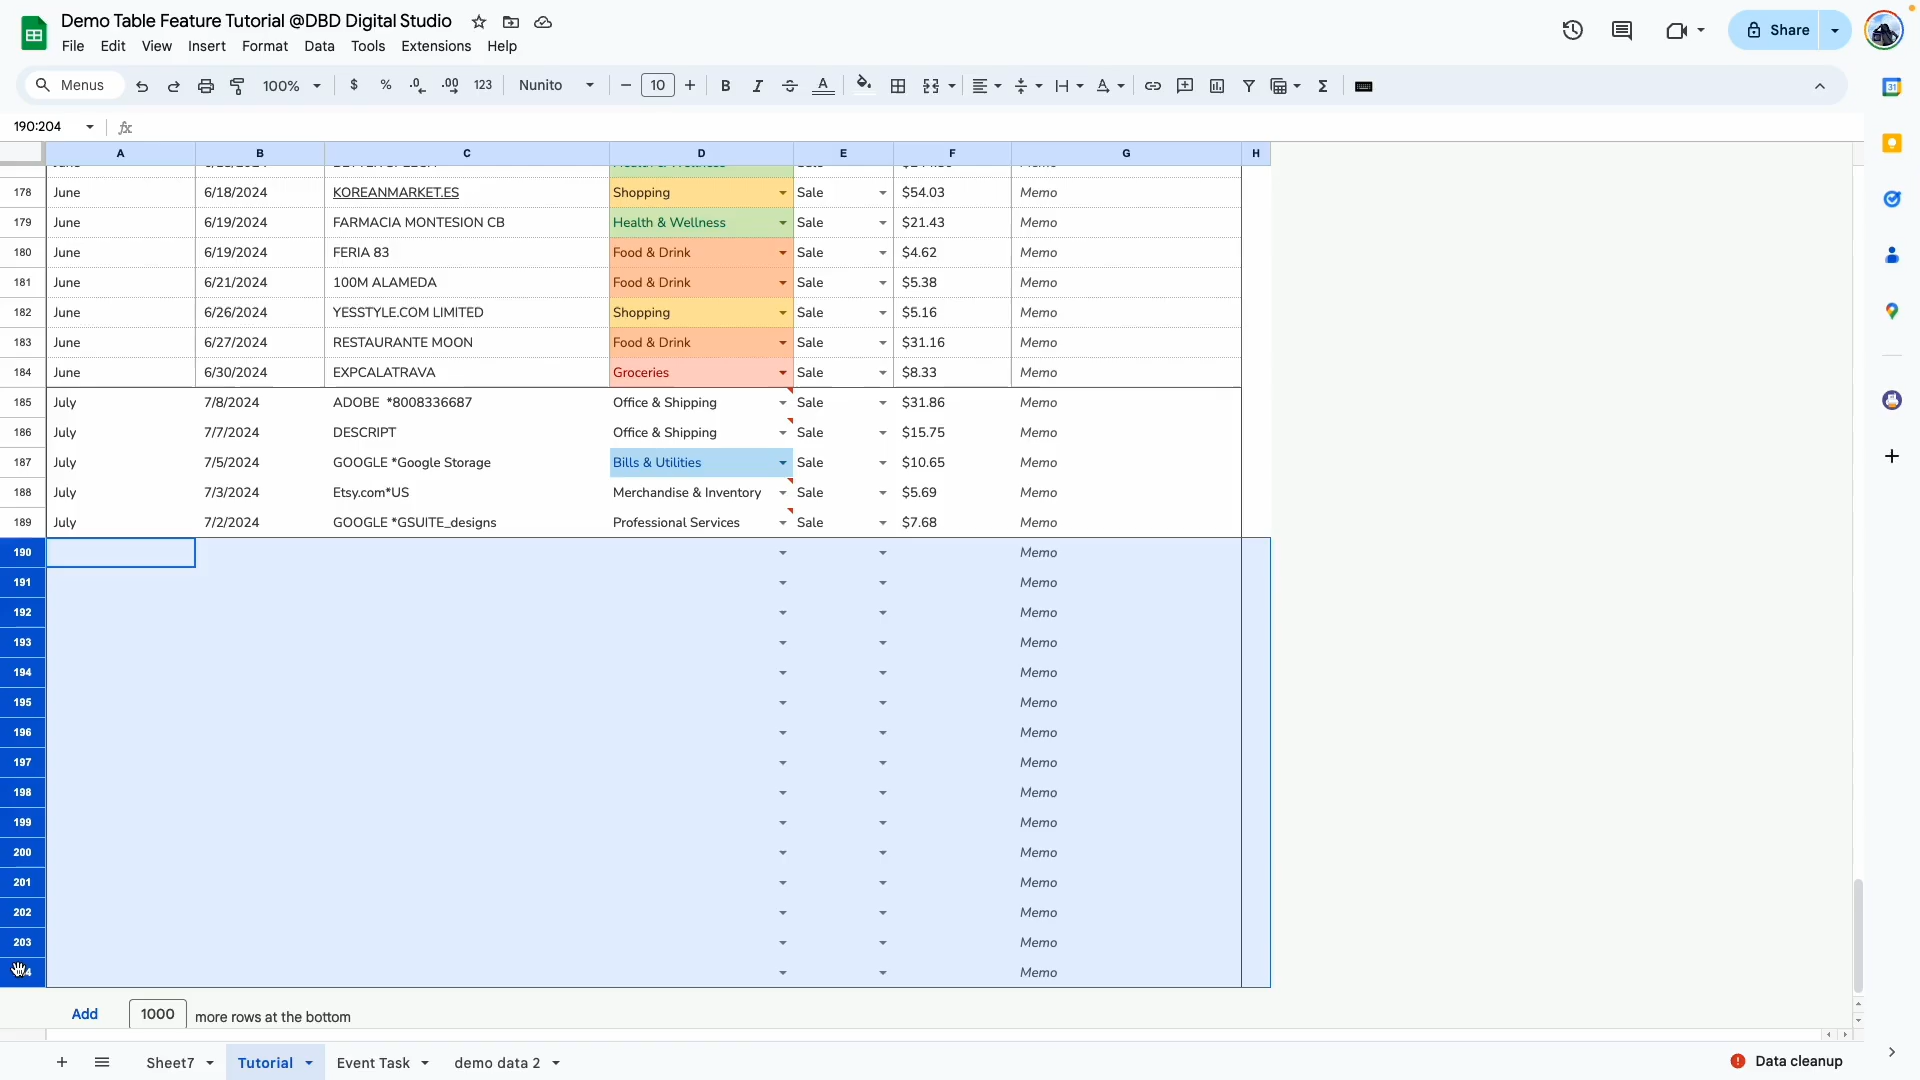 Demo Table Feature Tutorial @DBD Digital Studio
File Edit View Insert Format Data Tools Extensions Help
Share
Menus 100% $ % .0 .00 123 Nunito 10 B I A
190:204 fx
A B C D E F G H
178 June 6/18/2024 KOREANMARKET.ES Shopping Sale $54.03 Memo
179 June 6/19/2024 FARMACIA MONTESION CB Health & Wellness Sale $21.43 Memo
180 June 6/19/2024 FERIA 83 Food & Drink Sale $4.62 Memo
181 June 6/21/2024 100M ALAMEDA Food & Drink Sale $5.38 Memo
182 June 6/26/2024 YESSTYLE.COM LIMITED Shopping Sale $5.16 Memo
183 June 6/27/2024 RESTAURANTE MOON Food & Drink Sale $31.16 Memo
184 June 6/30/2024 EXPCALATRAVA Groceries Sale $8.33 Memo
185 July 7/8/2024 ADOBE *8008336687 Office & Shipping Sale $31.86 Memo
186 July 7/7/2024 DESCRIPT Office & Shipping Sale $15.75 Memo
187 July 7/5/2024 GOOGLE *Google Storage Bills & Utilities Sale $10.65 Memo
188 July 7/3/2024 Etsy.com*US Merchandise & Inventory Sale $5.69 Memo
189 July 7/2/2024 GOOGLE *GSUITE_designs Professional Services Sale $7.68 Memo
190 Memo
191 Memo
192 Memo
193 Memo
194 Memo
195 Memo
196 Memo
197 Memo
198 Memo
199 Memo
200 Memo
201 Memo
202 Memo
203 Memo
Memo
Add 1000 more rows at the bottom
Sheet7 Tutorial Event Task demo data 2 Data cleanup